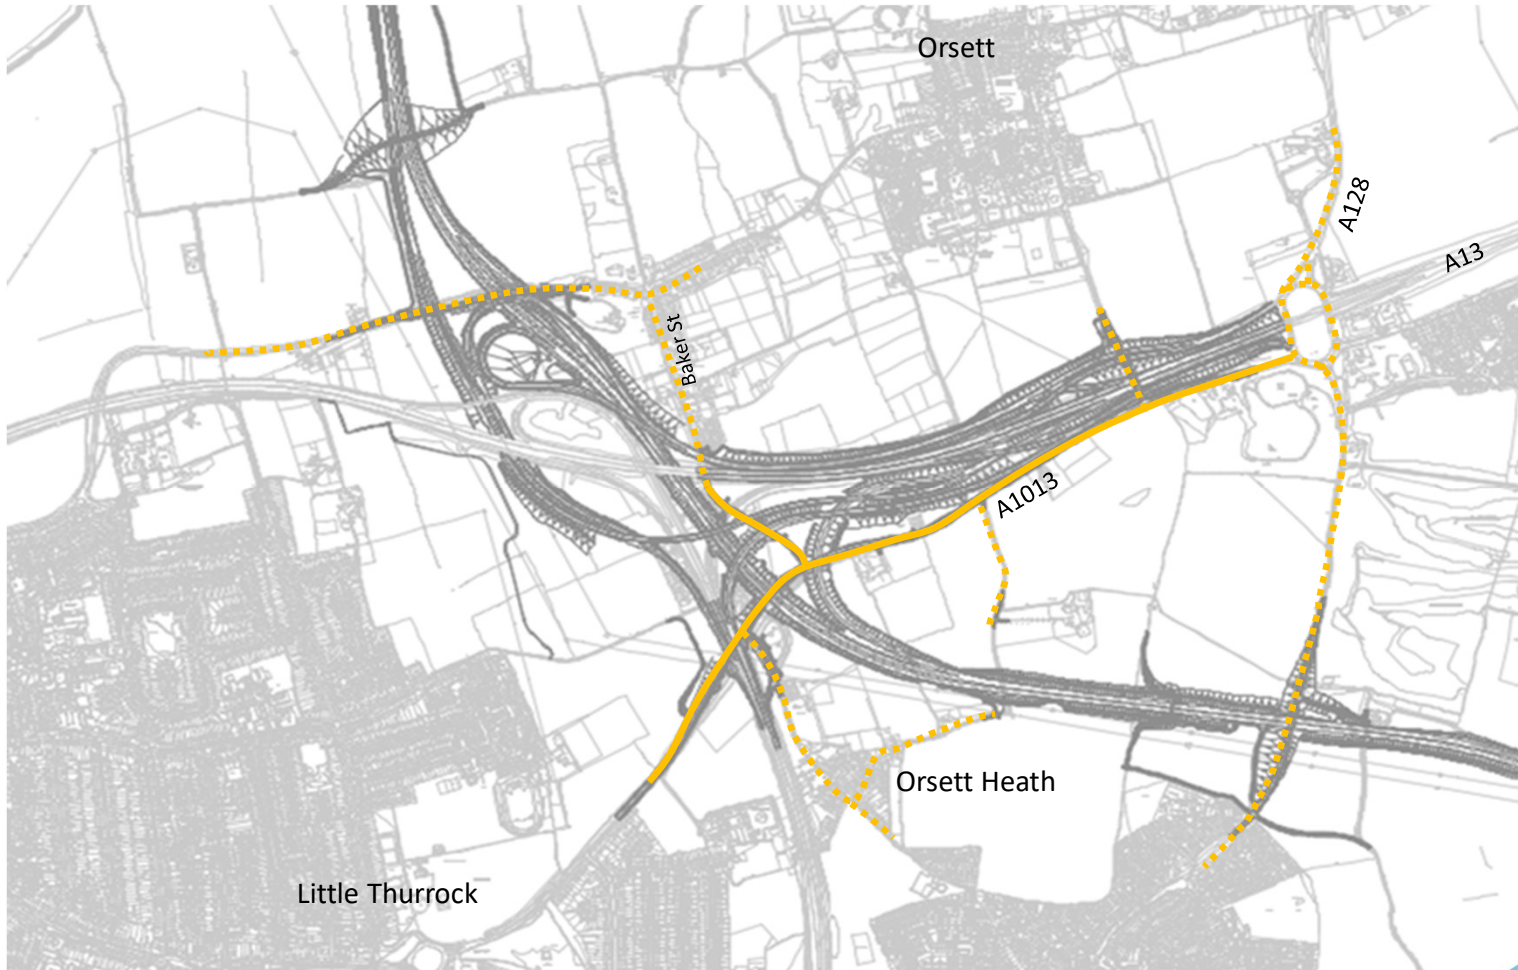 Orsett
A128
A13
Baker St
A1013
Orsett Heath
Little Thurrock